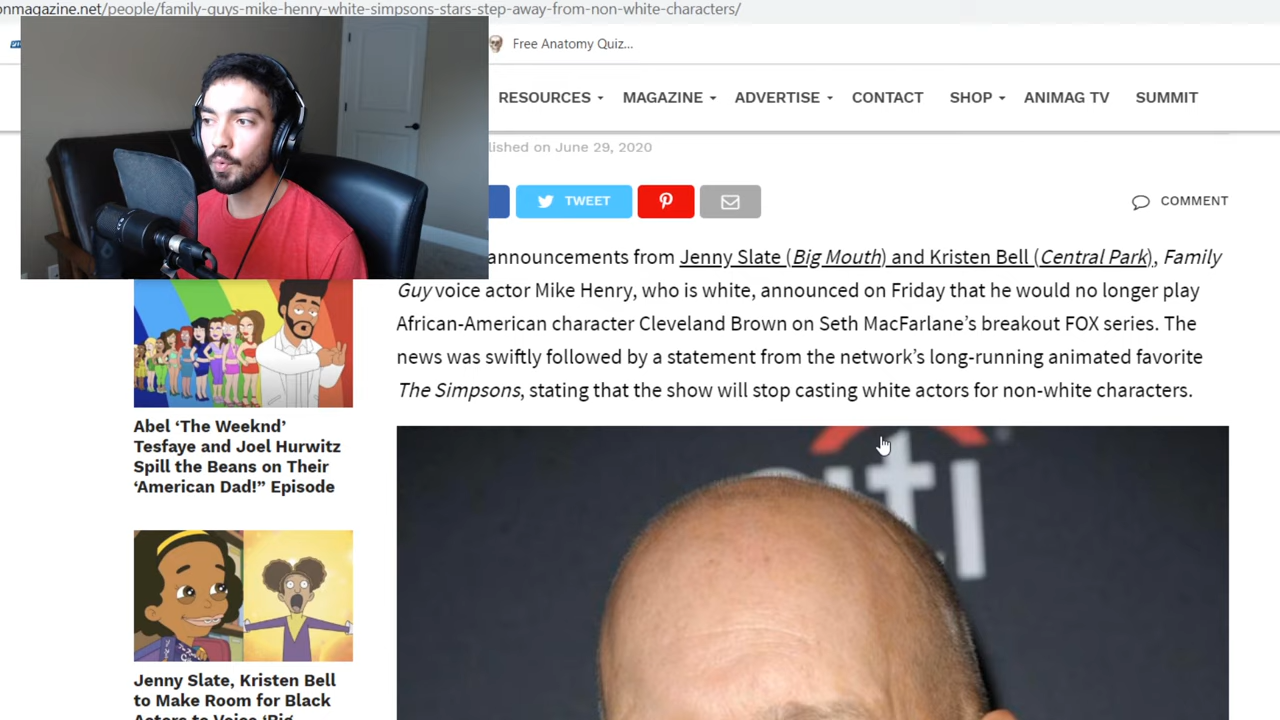 onmagazine.net/people/family-guys-mike-henry-white-simpsons-stars-step-away-from-non-white-characters/
Free Anatomy Quiz...
RESOURCES MAGAZINE ADVERTISE CONTACT SHOP ANIMAG TV SUMMIT
lished on June 29, 2020
TWEET
COMMENT
announcements from Jenny Slate (Big Mouth) and Kristen Bell (Central Park), Family
Guy voice actor Mike Henry, who is white, announced on Friday that he would no longer play
African-American character Cleveland Brown on Seth MacFarlane’s breakout FOX series. The
news was swiftly followed by a statement from the network’s long-running animated favorite
The Simpsons, stating that the show will stop casting white actors for non-white characters.
Abel ‘The Weeknd’
Tesfaye and Joel Hurwitz
Spill the Beans on Their
‘American Dad!” Episode
citi
Jenny Slate, Kristen Bell
to Make Room for Black
Actors to Voice ‘Big